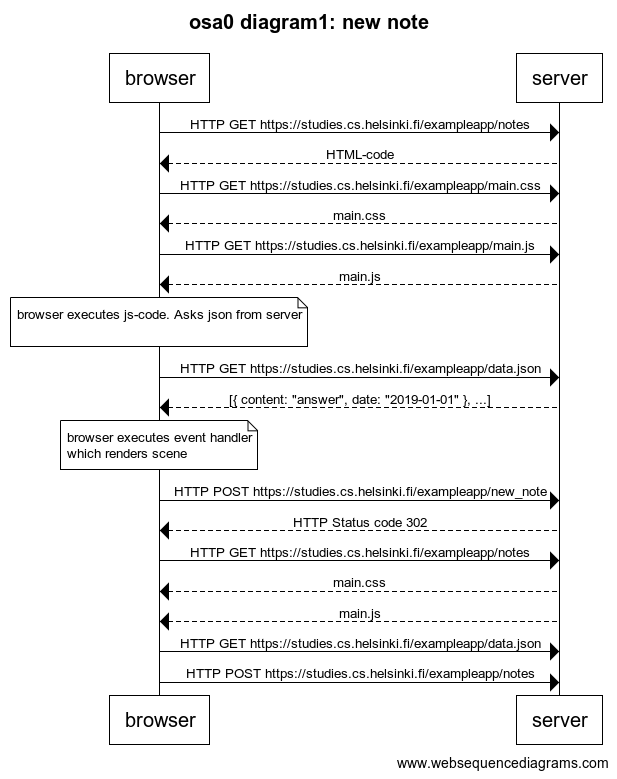 osa0 diagram1: new note
browser
server
HTTP GET https://studies.cs.helsinki.fi/exampleapp/notes
HTML-code
HTTP GET https://studies.cs.helsinki.fi/exampleapp/main.css
main.css
HTTP GET https://studies.cs.helsinki.fi/exampleapp/main.js
main.js
browser executes js-code. Asks json from server
HTTP GET https://studies.cs.helsinki.fi/exampleapp/data.json
[{ content: "answer", date: "2019-01-01" }, ...]
browser executes event handler
which renders scene
HTTP POST https://studies.cs.helsinki.fi/exampleapp/new_note
HTTP Status code 302
HTTP GET https://studies.cs.helsinki.fi/exampleapp/notes
main.css
main.js
HTTP GET https://studies.cs.helsinki.fi/exampleapp/data.json
HTTP POST https://studies.cs.helsinki.fi/exampleapp/notes
browser
server
www.websequencediagrams.com